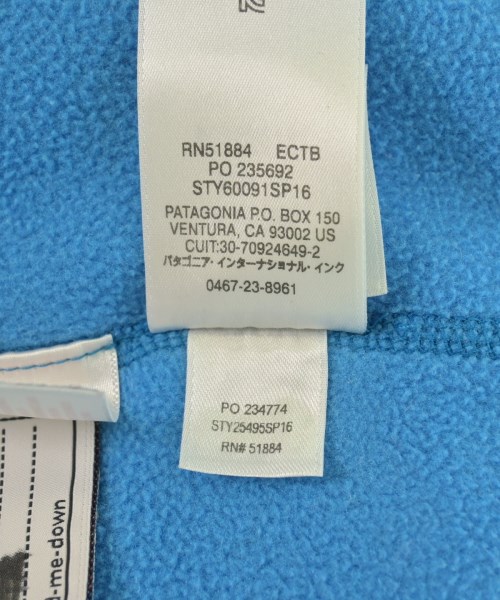 RN51884 ECTB
PO 235692
STY60091SP16
PATAGONIA P.O. BOX 150
VENTURA, CA 93002 US
CUIT:30-70924649-2
パタゴニア・インターナショナル・インク
0467-23-8961
PO 234774
STY25495SP16
RN# 51884
-me-down